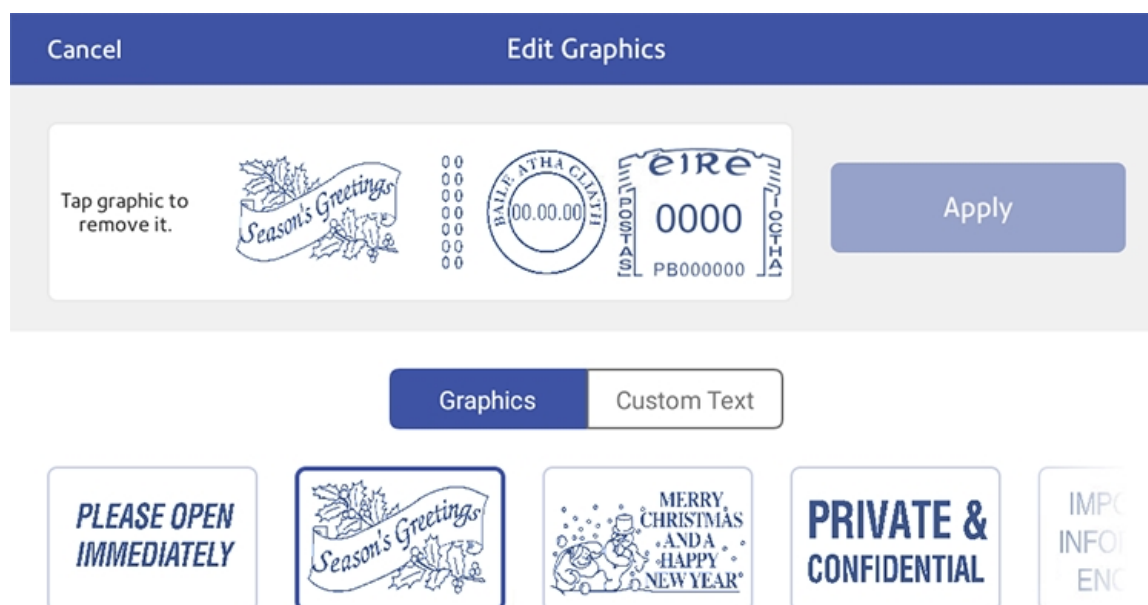 Cancel
Edit Graphics
Tap graphic to
remove it.
Season's Greetings
00
00
00
00
00
00
00
BAILE ATHA CLIATH
00.00.00
éIRe
POSTAS
0000
ÍOCTHA
PB000000
Apply
Graphics
Custom Text
PLEASE OPEN
IMMEDIATELY
Season's Greetings
MERRY
CHRISTMAS
AND A
HAPPY
NEW YEAR
PRIVATE &
CONFIDENTIAL